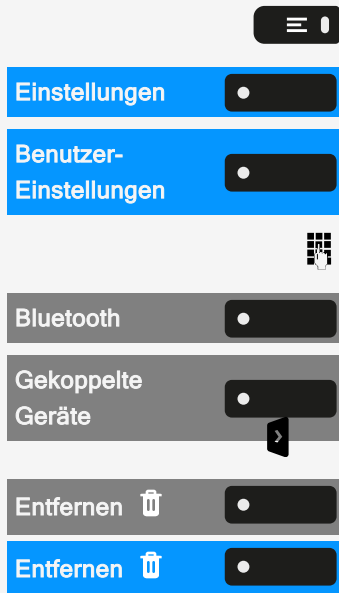 Einstellungen
Benutzer-
Einstellungen
Bluetooth
Gekoppelte
Geräte
Entfernen
Entfernen